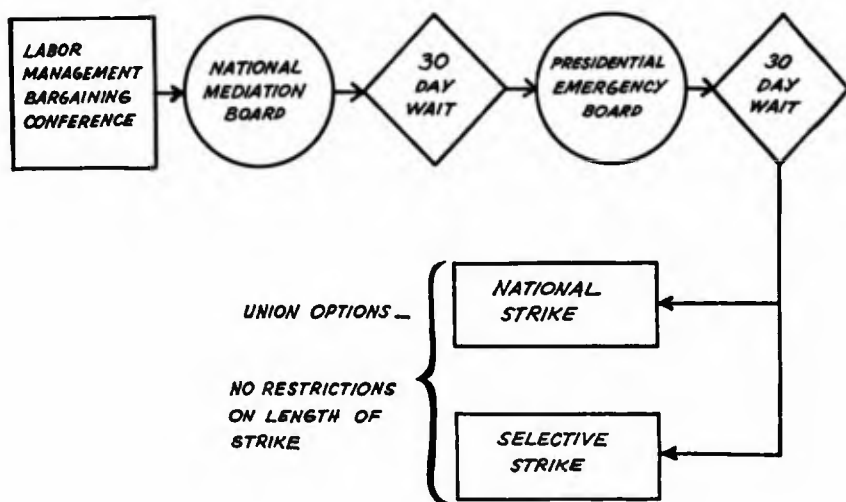 LABOR
MANAGEMENT
BARGAINING
CONFERENCE
NATIONAL
MEDIATION
BOARD
30
DAY
WAIT
PRESIDENTIAL
EMERGENCY
BOARD
30
DAY
WAIT
UNION OPTIONS —
NATIONAL
STRIKE
NO RESTRICTIONS
ON LENGTH OF
STRIKE
SELECTIVE
STRIKE